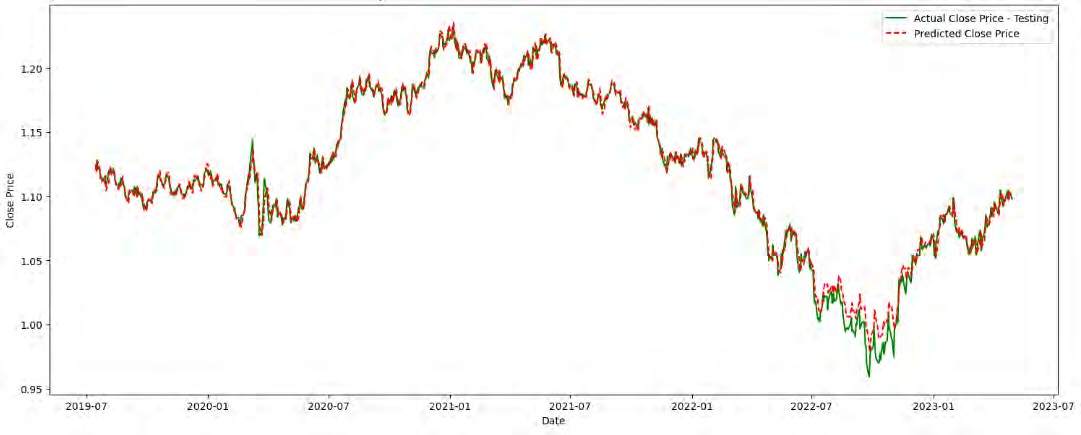 Actual Close Price - Testing
Predicted Close Price
1.20
1.15
1.10
1.05
1.00
0.95
Close Price
2019-07 2020-01 2020-07 2021-01 2021-07 2022-01 2022-07 2023-01 2023-07
Date